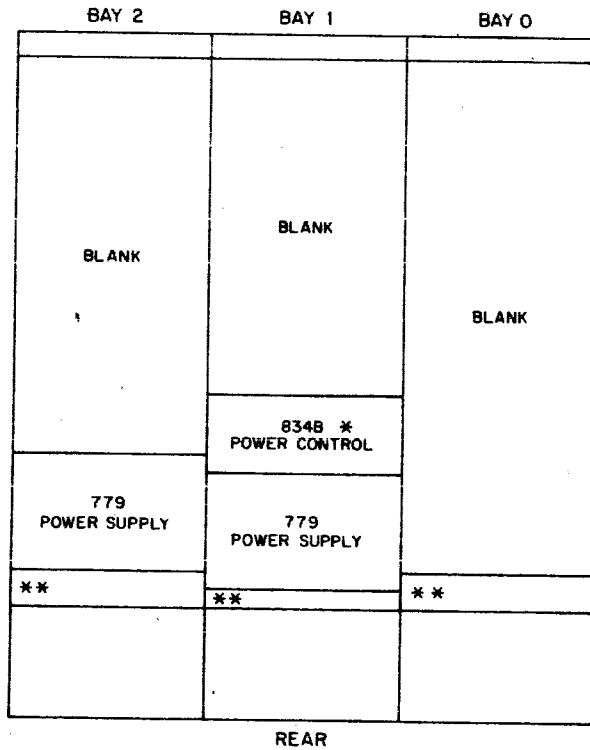 BAY 2
BAY 1
BAY 0
BLANK
BLANK
BLANK
834B *
POWER CONTROL
779
POWER SUPPLY
779
POWER SUPPLY
**
**
* *
REAR